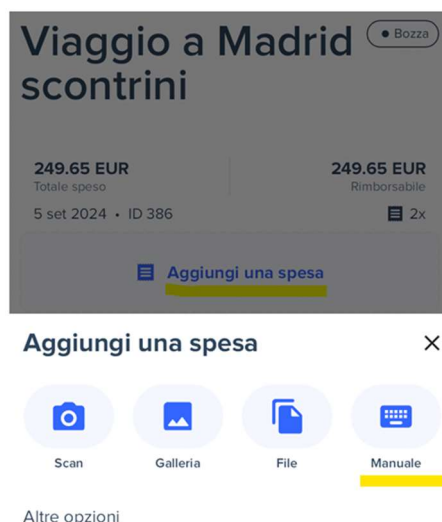 Viaggio a Madrid
scontrini
Bozza
249.65 EUR
Totale speso
249.65 EUR
Rimborsabile
5 set 2024 • ID 386
2x
Aggiungi una spesa
Aggiungi una spesa
Scan
Galleria
File
Manuale
Altre opzioni